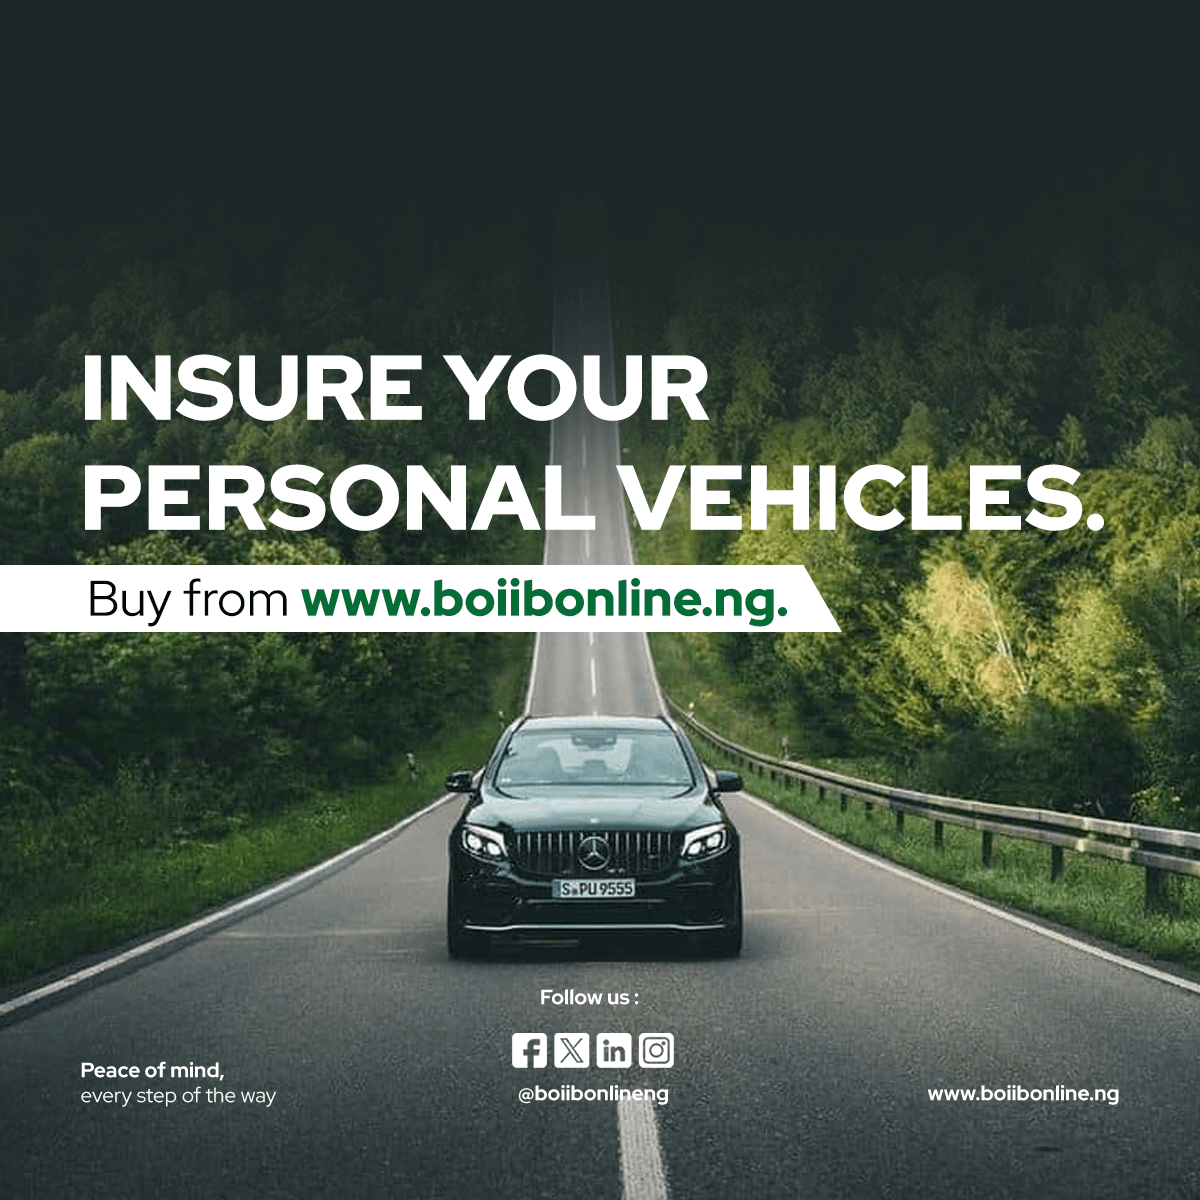 INSURE YOUR
PERSONAL VEHICLES.
Buy from www.boiibonline.ng.
S PU 9555
Follow us :
@boiibonlineng
Peace of mind,
every step of the way
www.boiibonline.ng